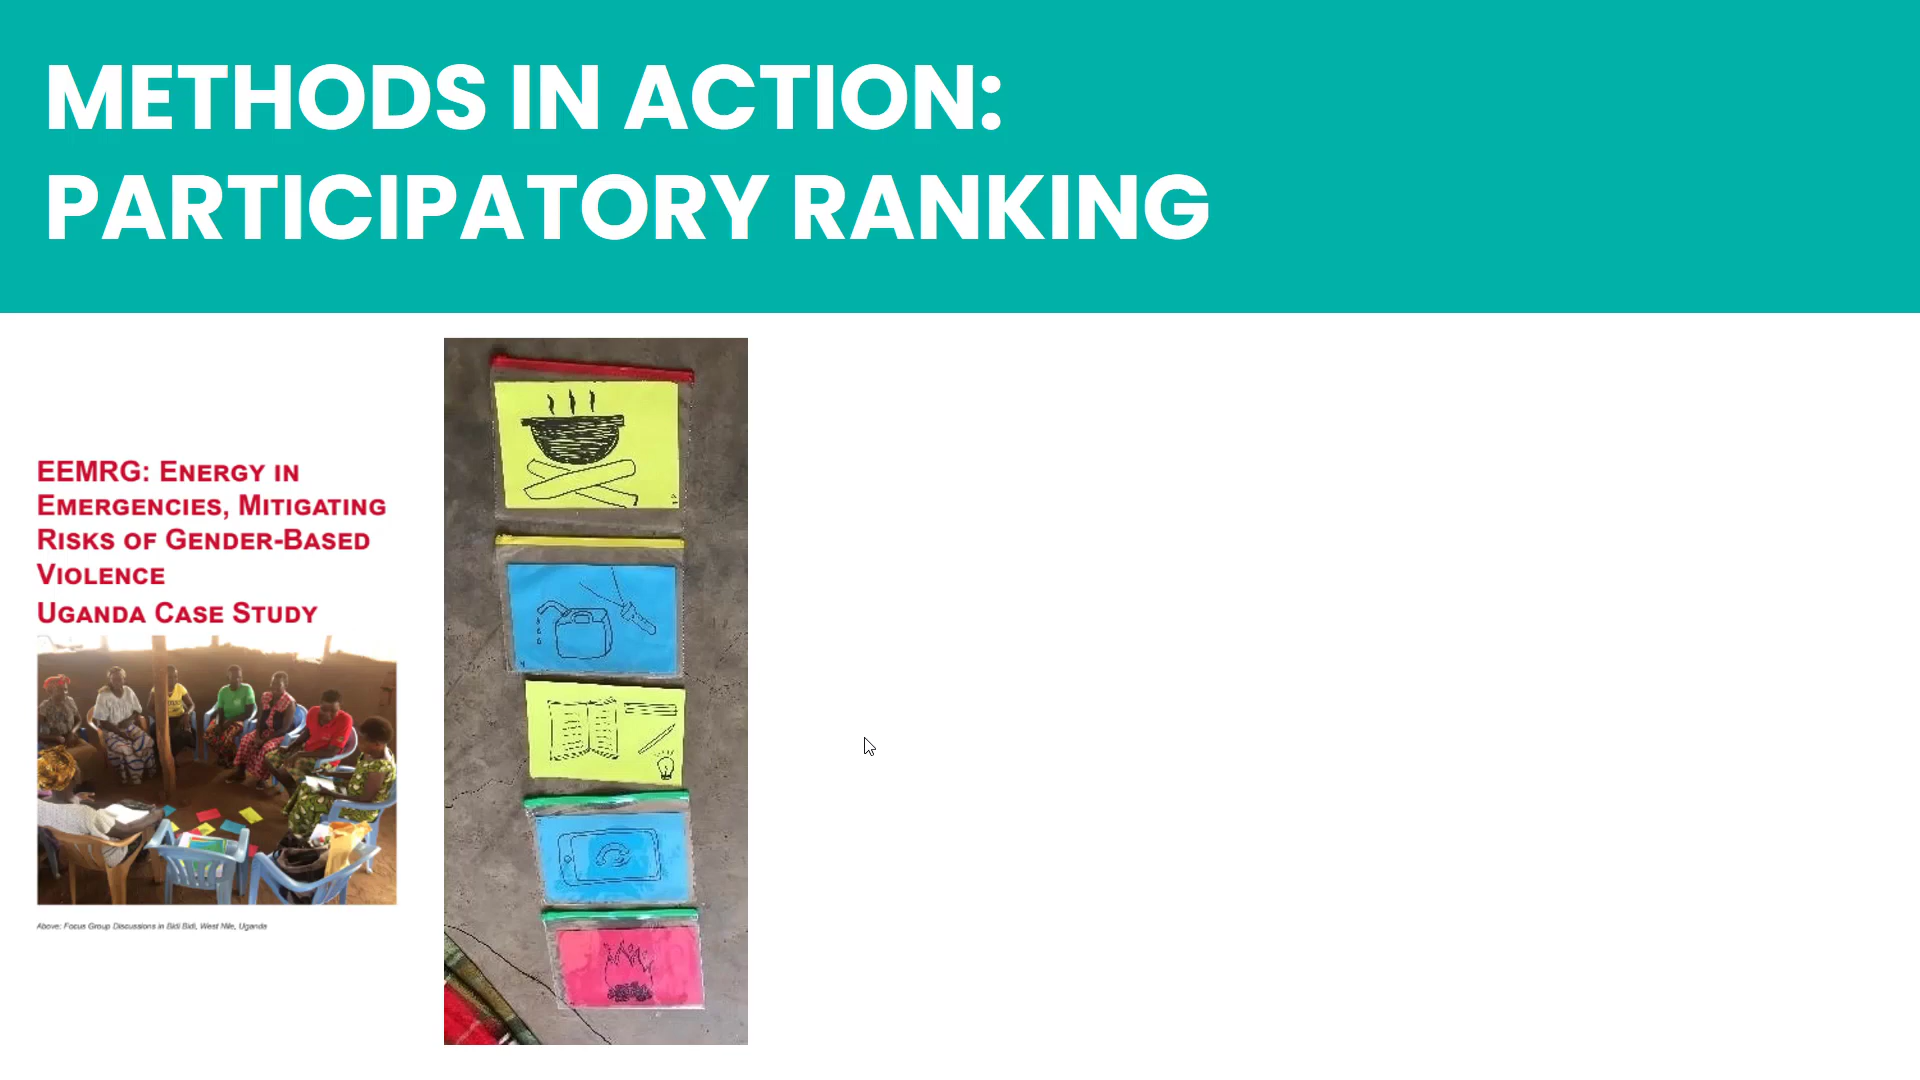 METHODS IN ACTION:
PARTICIPATORY RANKING
EEMRG: ENERGY IN
EMERGENCIES, MITIGATING
RISKS OF GENDER-BASED
VIOLENCE
UGANDA CASE STUDY
Above: Focus Group Discussions in Bidi Bidi, West Nile, Uganda